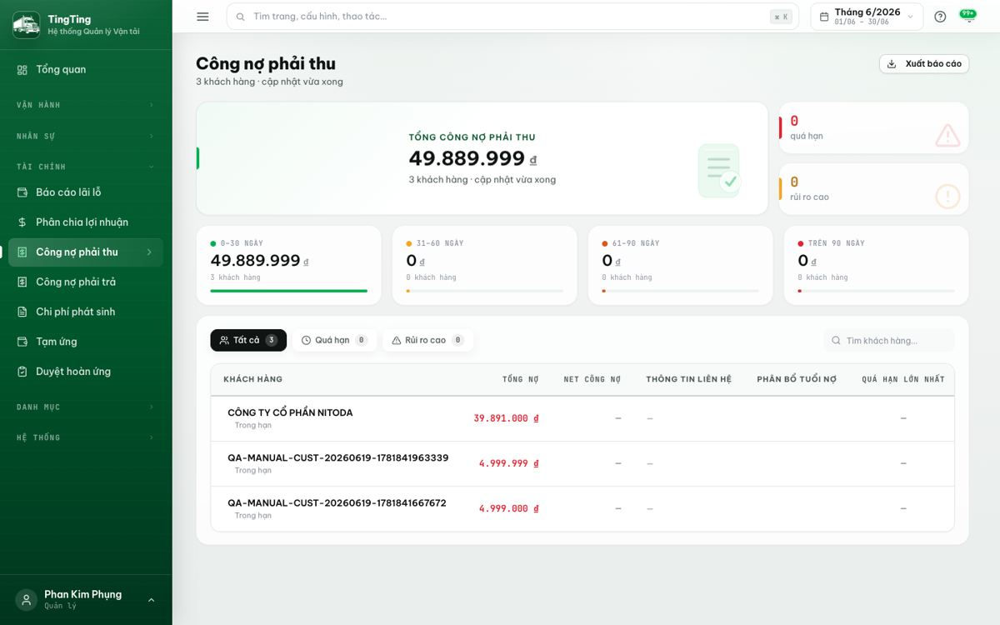 TingTing
Hệ thống Quản lý Vận tải
Tìm trang, cấu hình, thao tác...
⌘ K
Tháng 6/2026
01/06 – 30/06
99+
Tổng quan
VẬN HÀNH
NHÂN SỰ
TÀI CHÍNH
Báo cáo lãi lỗ
Phân chia lợi nhuận
Công nợ phải thu
Công nợ phải trả
Chi phí phát sinh
Tạm ứng
Duyệt hoàn ứng
DANH MỤC
HỆ THỐNG
Phan Kim Phụng
Quản lý
Công nợ phải thu
3 khách hàng · cập nhật vừa xong
Xuất báo cáo
TỔNG CÔNG NỢ PHẢI THU
49.889.999 ₫
3 khách hàng · cập nhật vừa xong
0
quá hạn
0
rủi ro cao
0–30 NGÀY
49.889.999 ₫
3 khách hàng
31–60 NGÀY
0 ₫
0 khách hàng
61–90 NGÀY
0 ₫
0 khách hàng
TRÊN 90 NGÀY
0 ₫
0 khách hàng
Tất cả 3
Quá hạn 0
Rủi ro cao 0
Tìm khách hàng...
KHÁCH HÀNG TỔNG NỢ NET CÔNG NỢ THÔNG TIN LIÊN HỆ PHÂN BỔ TUỔI NỢ QUÁ HẠN LỚN NHẤT
CÔNG TY CỔ PHẦN NITODA 39.891.000 ₫ — — —
Trong hạn
QA-MANUAL-CUST-20260619-1781841963339 4.999.999 ₫ — — —
Trong hạn
QA-MANUAL-CUST-20260619-1781841667672 4.999.000 ₫ — — —
Trong hạn